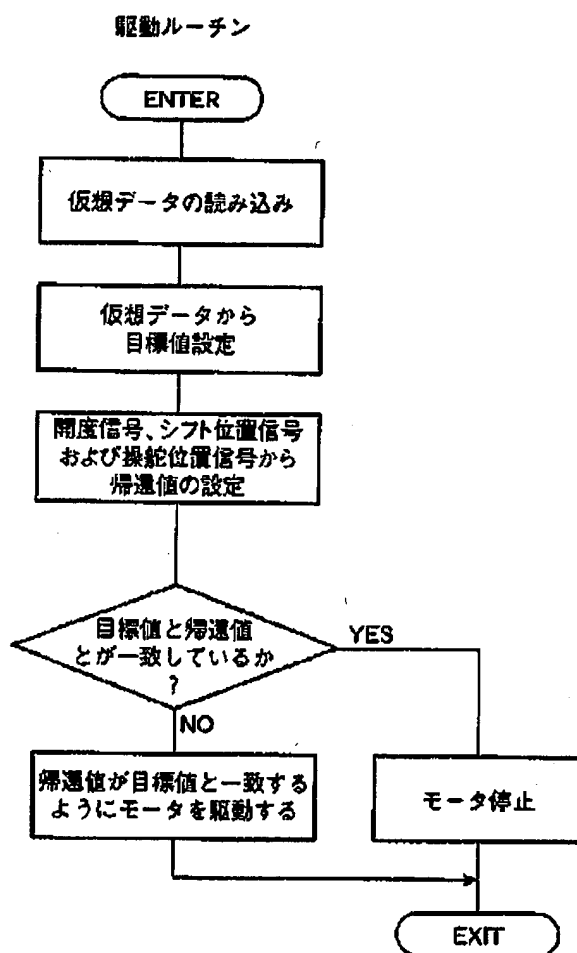 駆動ルーチン
ENTER
仮想データの読み込み
仮想データから
目標値設定
開度信号、シフト位置信号
および操舵位置信号から
帰還値の設定
目標値と帰還値
とが一致しているか
?
YES
NO
帰還値が目標値と一致する
ようにモータを駆動する
モータ停止
EXIT